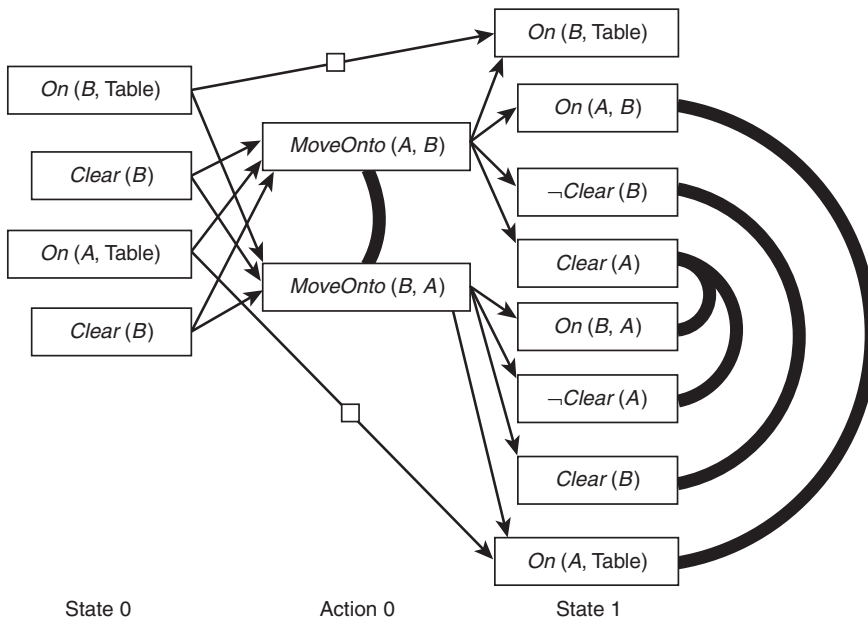 On (B, Table)
Clear (B)
On (A, Table)
Clear (B)
MoveOnto (A, B)
MoveOnto (B, A)
On (B, Table)
On (A, B)
¬Clear (B)
Clear (A)
On (B, A)
¬Clear (A)
Clear (B)
On (A, Table)
State 0
Action 0
State 1